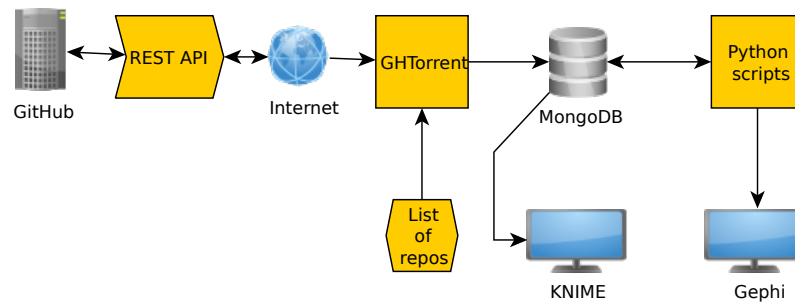 GitHub
REST API
Internet
GHTorrent
List
of
repos
MongoDB
Python
scripts
KNIME
Gephi